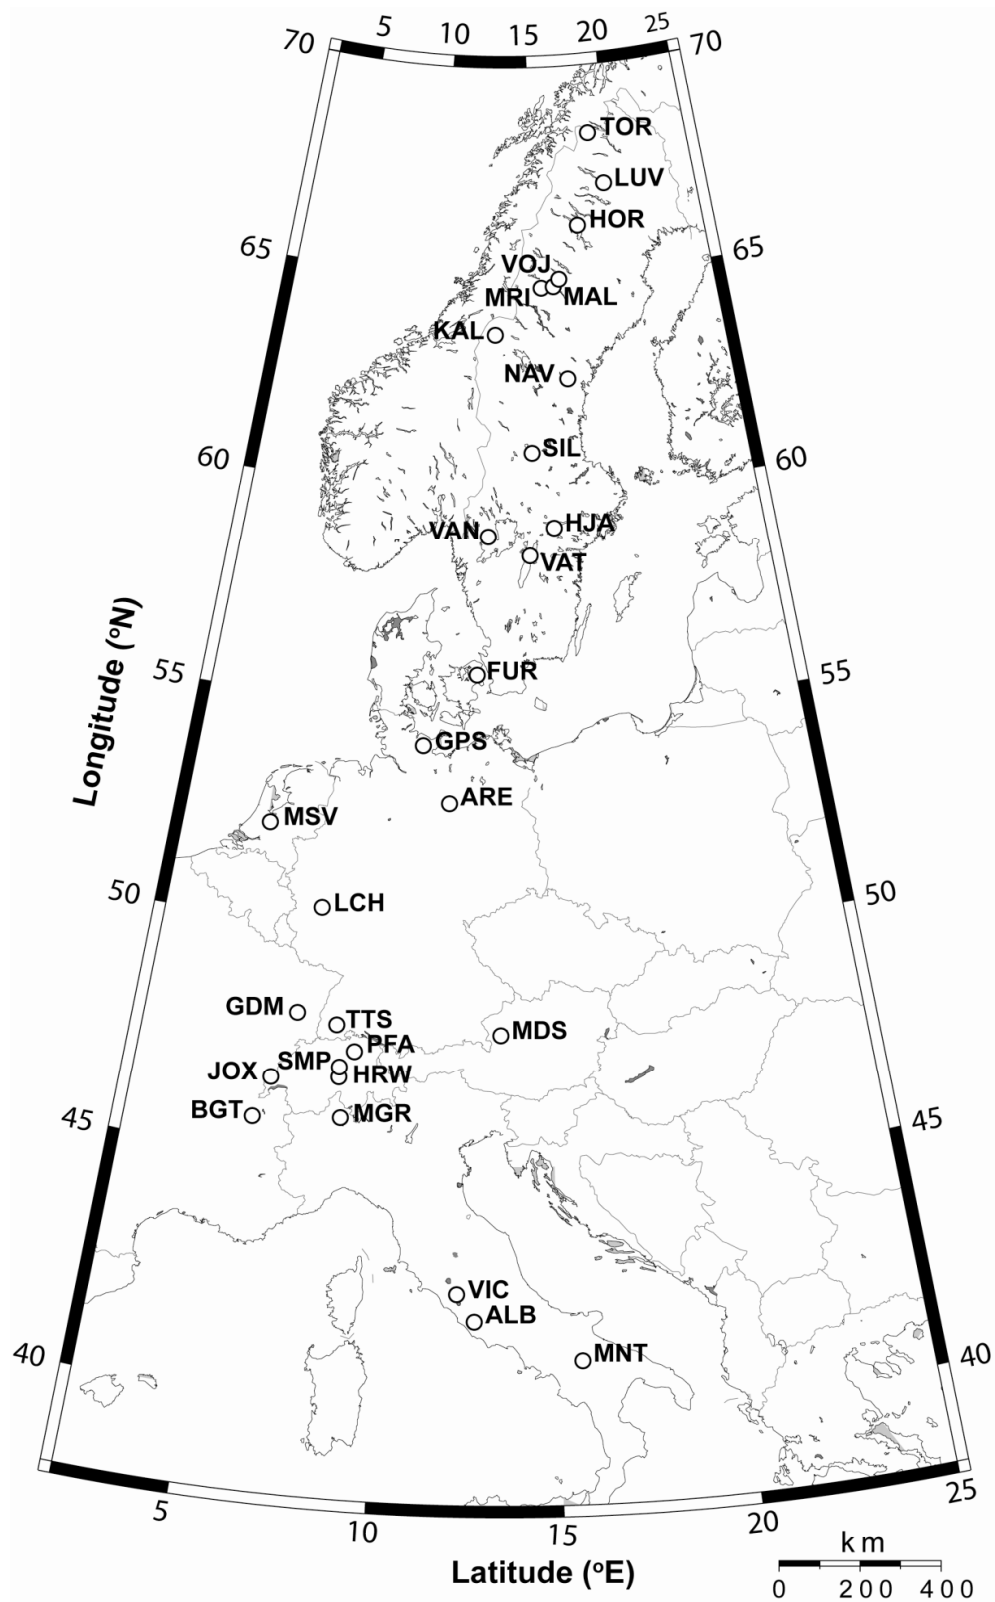 5 10 15 20 25
70 70
TOR
LUV
HOR
65 65
VOJ
MRI MAL
KAL
NAV
SIL
60 60
HJA
VAN
VAT
Longitude (oN)
55 55
FUR
GPS
ARE
MSV
50 50
LCH
GDM
TTS
MDS
PFA
SMP
JOX HRW
BGT MGR
45 45
VIC
ALB
40 40
MNT
5 10 15 20 25
Latitude (oE)
km
0 200 400